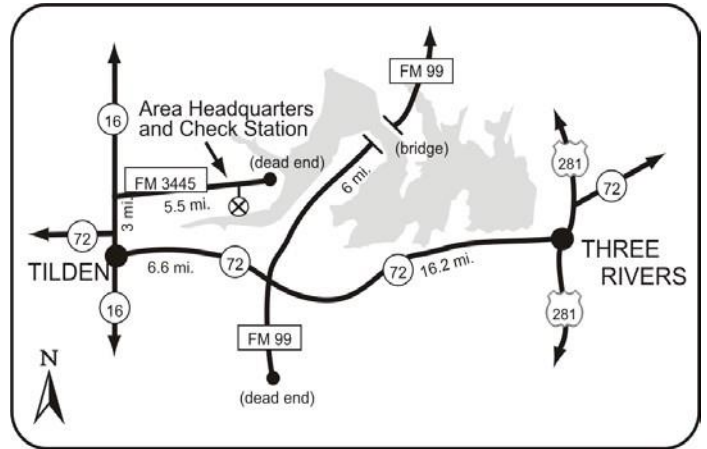 FM 99
16
Area Headquarters
and Check Station
(dead end)
(bridge)
281
72
FM 3445
5.5 mi.
3 mi.
6 mi.
72
TILDEN
6.6 mi.
72
72
16.2 mi.
THREE
RIVERS
16
FM 99
281
N
(dead end)